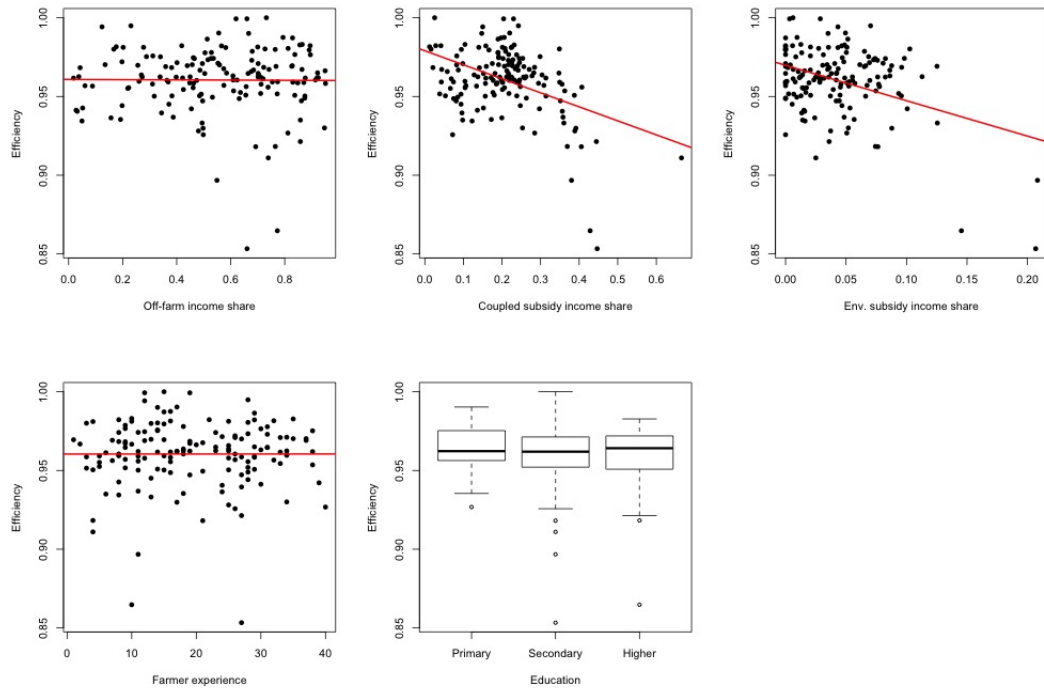 1.00
0.95
0.90
0.85
Efficiency
0.0 0.2 0.4 0.6 0.8
Off-farm income share
1.00
0.95
0.90
0.85
Efficiency
0.0 0.1 0.2 0.3 0.4 0.5 0.6
Coupled subsidy income share
1.00
0.95
0.90
0.85
Efficiency
0.00 0.05 0.10 0.15 0.20
Env. subsidy income share
1.00
0.95
0.90
0.85
Efficiency
0 10 20 30 40
Farmer experience
1.00
0.95
0.90
0.85
Efficiency
Primary Secondary Higher
Education